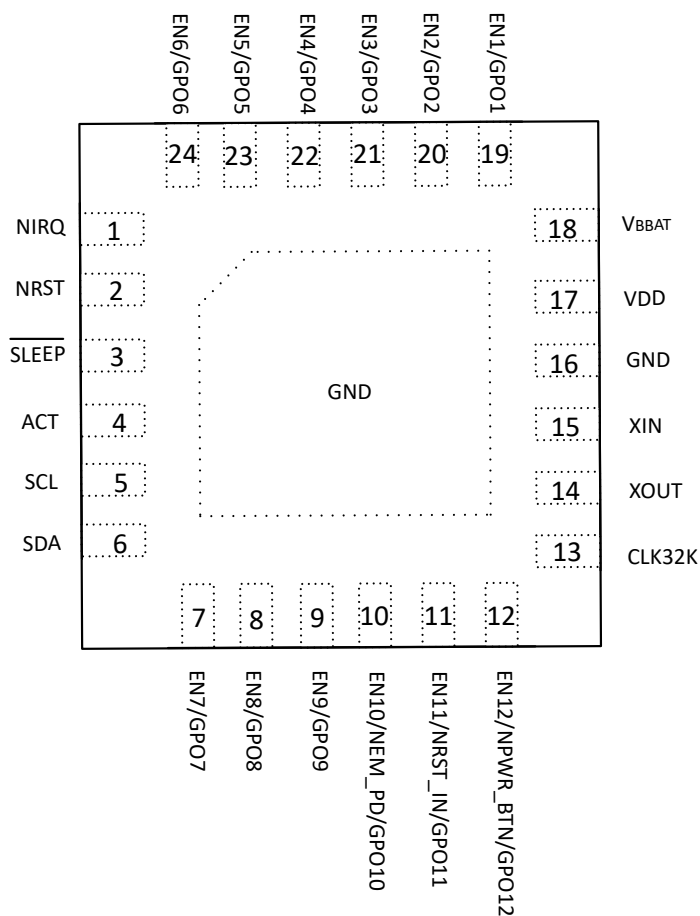 EN6/GPO6
EN5/GPO5
EN4/GPO4
EN3/GPO3
EN2/GPO2
EN1/GPO1
24
23
22
21
20
19
NIRQ
1
18
VBBAT
NRST
2
17
VDD
SLEEP
3
16
GND
GND
ACT
4
15
XIN
SCL
5
14
XOUT
SDA
6
13
CLK32K
7
8
9
10
11
12
EN7/GPO7
EN8/GPO8
EN9/GPO9
EN10/NEM_PD/GPO10
EN11/NRST_IN/GPO11
EN12/NPWR_BTN/GPO12